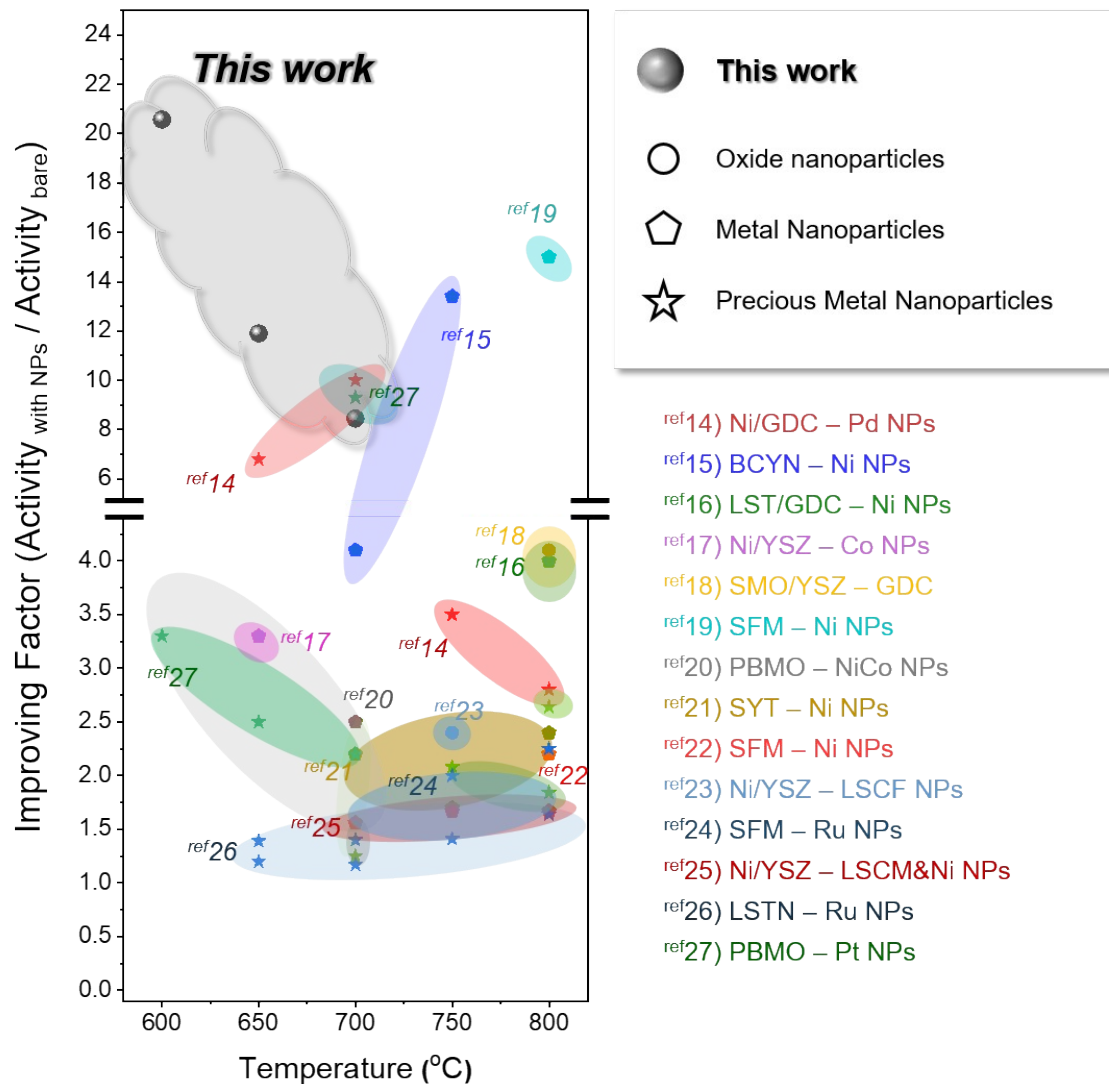 This work
24
22
20
18
16
14
12
10
8
6
4.0
3.5
3.0
2.5
2.0
1.5
1.0
0.5
0.0
600
650
700
750
800
Improving Factor (Activity with NPs / Activity bare)
Temperature (°C)
ref19
ref15
ref27
ref14
ref18
ref16
ref17
ref14
ref27
ref20
ref23
ref21
ref24
ref22
ref25
ref26
This work
Oxide nanoparticles
Metal Nanoparticles
Precious Metal Nanoparticles
ref14) Ni/GDC – Pd NPs
ref15) BCYN – Ni NPs
ref16) LST/GDC – Ni NPs
ref17) Ni/YSZ – Co NPs
ref18) SMO/YSZ – GDC
ref19) SFM – Ni NPs
ref20) PBMO – NiCo NPs
ref21) SYT – Ni NPs
ref22) SFM – Ni NPs
ref23) Ni/YSZ – LSCF NPs
ref24) SFM – Ru NPs
ref25) Ni/YSZ – LSCM&Ni NPs
ref26) LSTN – Ru NPs
ref27) PBMO – Pt NPs